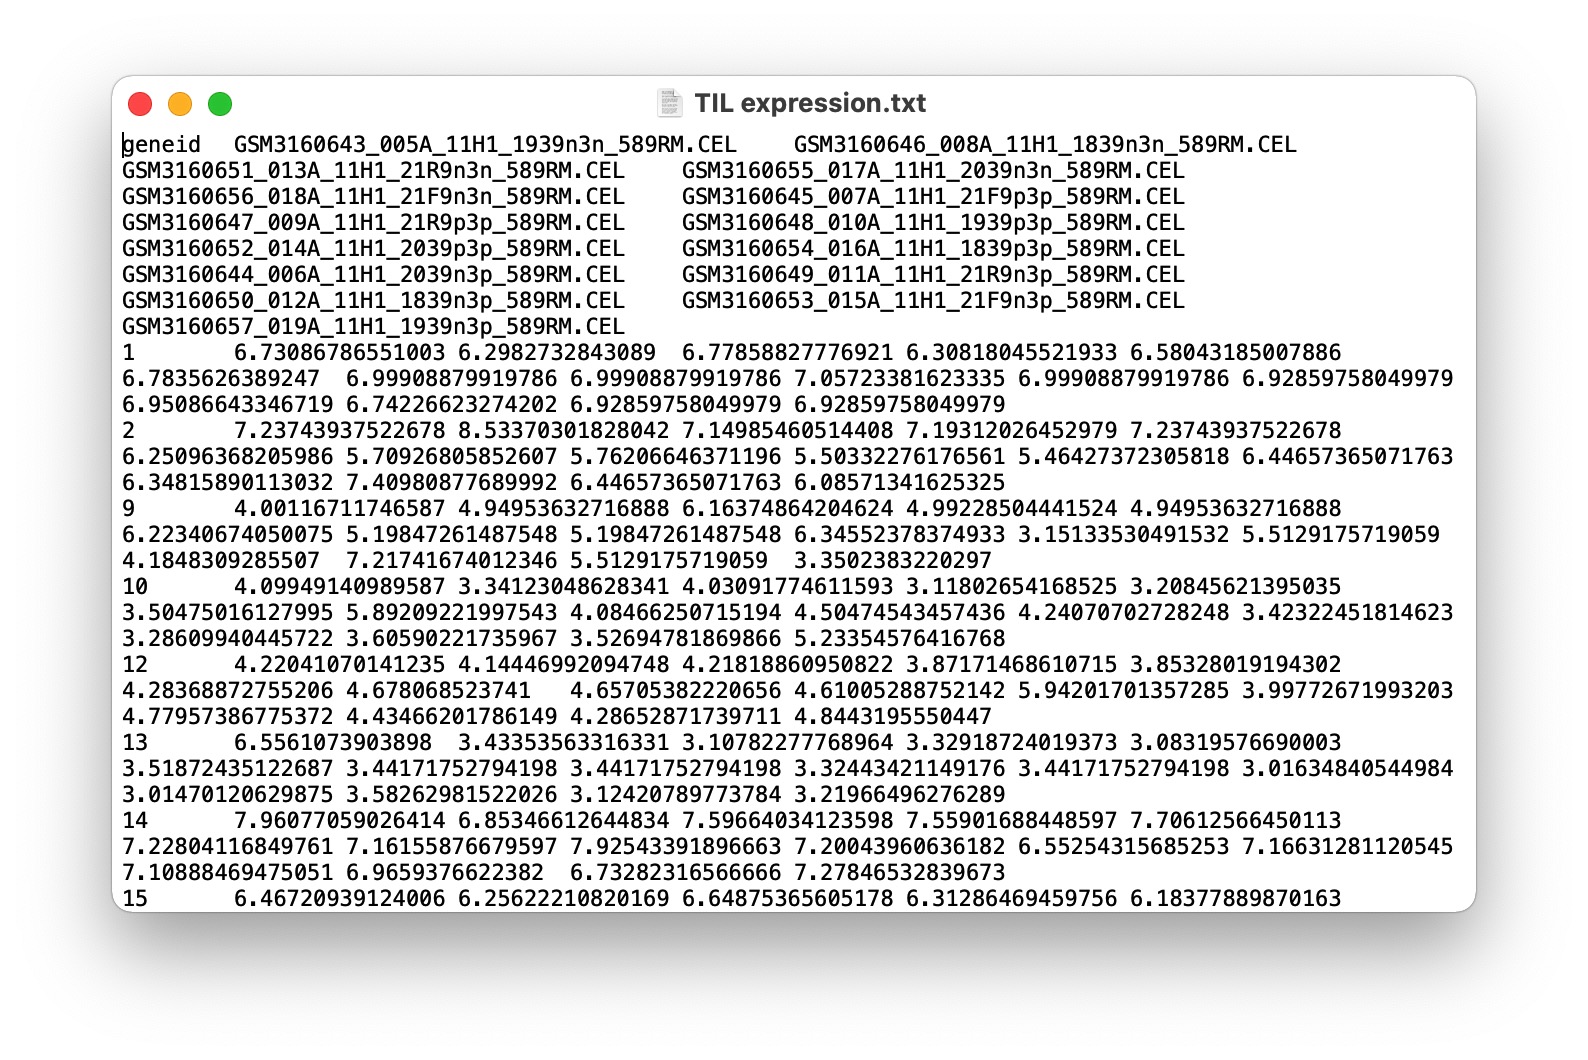 TIL expression.txt
geneid GSM3160643_005A_11H1_1939n3n_589RM.CEL GSM3160646_008A_11H1_1839n3n_589RM.CEL
GSM3160651_013A_11H1_21R9n3n_589RM.CEL GSM3160655_017A_11H1_2039n3n_589RM.CEL
GSM3160656_018A_11H1_21F9n3n_589RM.CEL GSM3160645_007A_11H1_21F9p3p_589RM.CEL
GSM3160647_009A_11H1_21R9p3p_589RM.CEL GSM3160648_010A_11H1_1939p3p_589RM.CEL
GSM3160652_014A_11H1_2039p3p_589RM.CEL GSM3160654_016A_11H1_1839p3p_589RM.CEL
GSM3160644_006A_11H1_2039n3p_589RM.CEL GSM3160649_011A_11H1_21R9n3p_589RM.CEL
GSM3160650_012A_11H1_1839n3p_589RM.CEL GSM3160653_015A_11H1_21F9n3p_589RM.CEL
GSM3160657_019A_11H1_1939n3p_589RM.CEL
1 6.73086786551003 6.2982732843089 6.77858827776921 6.30818045521933 6.58043185007886
6.7835626389247 6.99908879919786 6.99908879919786 7.05723381623335 6.99908879919786 6.92859758049979
6.95086643346719 6.74226623274202 6.92859758049979 6.92859758049979
2 7.23743937522678 8.53370301828042 7.14985460514408 7.19312026452979 7.23743937522678
6.25096368205986 5.70926805852607 5.76206646371196 5.50332276176561 5.46427372305818 6.44657365071763
6.34815890113032 7.40980877689992 6.44657365071763 6.08571341625325
9 4.00116711746587 4.94953632716888 6.16374864204624 4.99228504441524 4.94953632716888
6.22340674050075 5.19847261487548 5.19847261487548 6.34552378374933 3.15133530491532 5.5129175719059
4.1848309285507 7.21741674012346 5.5129175719059 3.3502383220297
10 4.09949140989587 3.34123048628341 4.03091774611593 3.11802654168525 3.20845621395035
3.50475016127995 5.89209221997543 4.08466250715194 4.50474543457436 4.24070702728248 3.42322451814623
3.28609940445722 3.60590221735967 3.52694781869866 5.23354576416768
12 4.22041070141235 4.14446992094748 4.21818860950822 3.87171468610715 3.85328019194302
4.28368872755206 4.678068523741 4.65705382220656 4.61005288752142 5.94201701357285 3.99772671993203
4.77957386775372 4.43466201786149 4.28652871739711 4.8443195550447
13 6.5561073903898 3.43353563316331 3.10782277768964 3.32918724019373 3.08319576690003
3.51872435122687 3.44171752794198 3.44171752794198 3.32443421149176 3.44171752794198 3.01634840544984
3.01470120629875 3.58262981522026 3.12420789773784 3.21966496276289
14 7.96077059026414 6.85346612644834 7.59664034123598 7.55901688448597 7.70612566450113
7.22804116849761 7.16155876679597 7.92543391896663 7.20043960636182 6.55254315685253 7.16631281120545
7.10888469475051 6.9659376622382 6.73282316566666 7.27846532839673
15 6.46720939124006 6.25622210820169 6.64875365605178 6.31286469459756 6.18377889870163